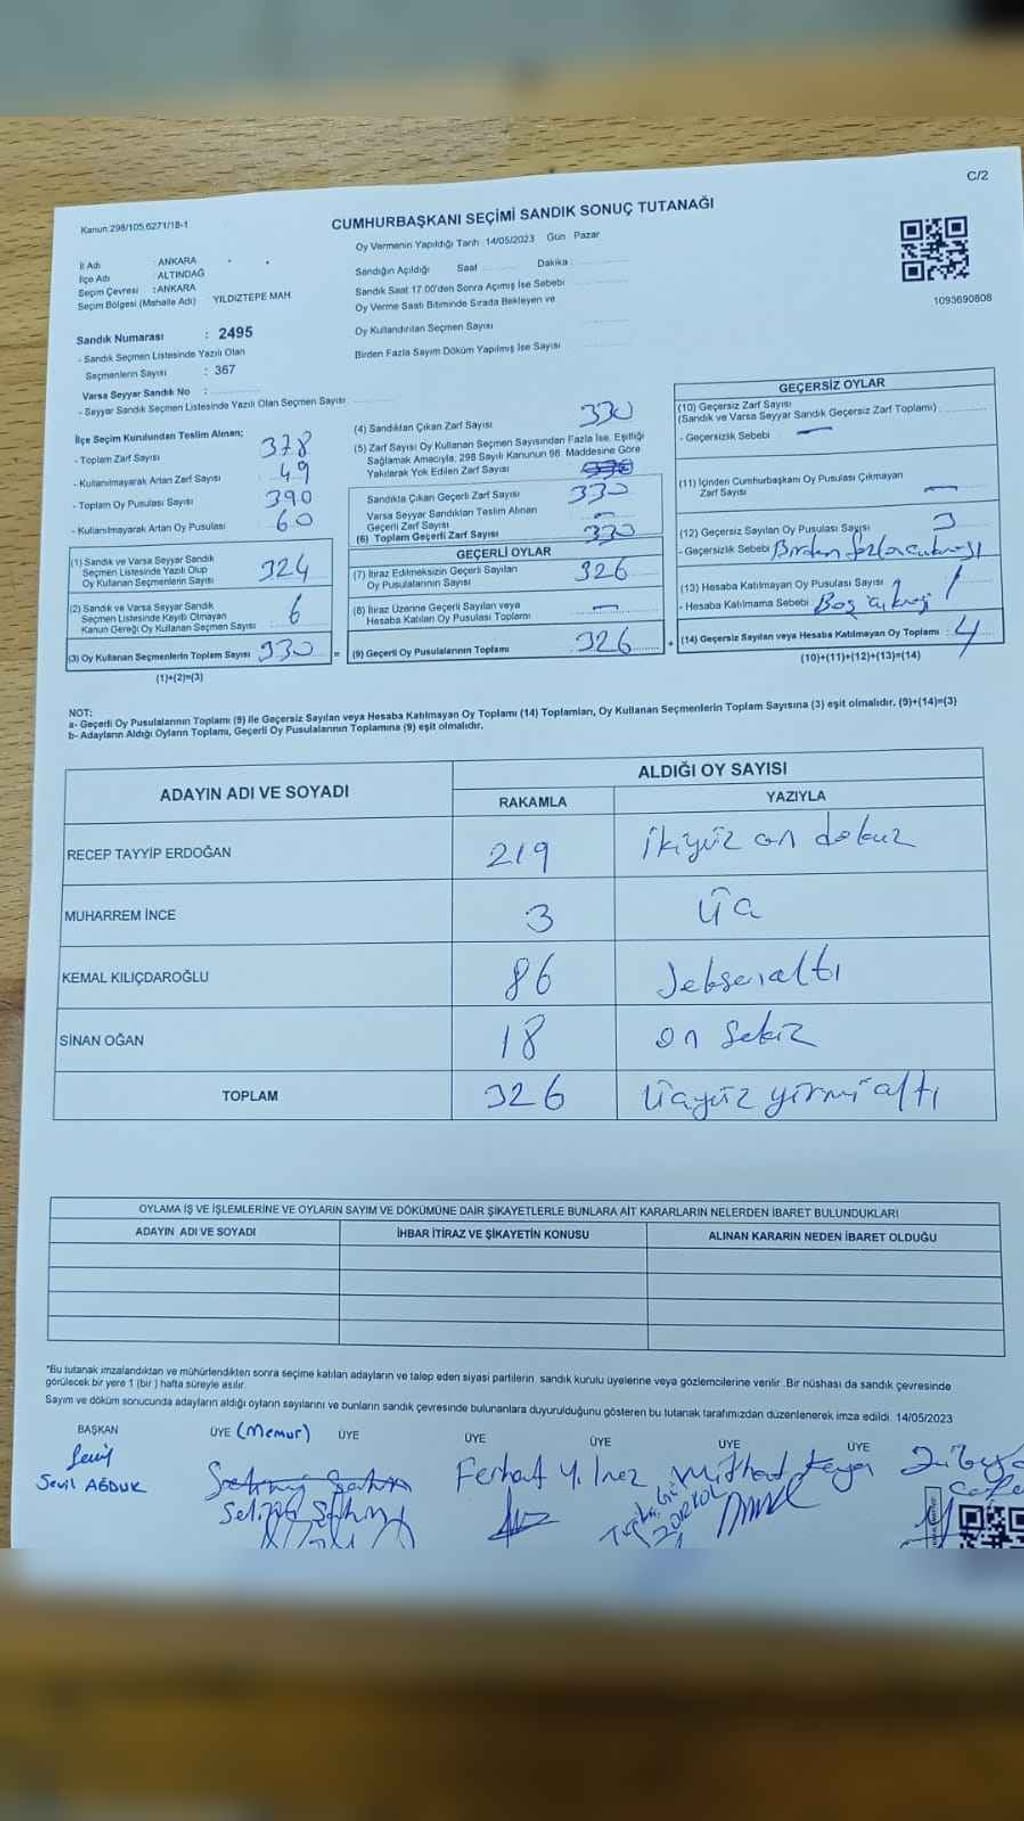 C/2
Kanun:298/105,6271/18-1
CUMHURBAŞKANI SEÇİMİ SANDIK SONUÇ TUTANAĞI
Oy Vermenin Yapıldığı Tarih 14/05/2023 Gün Pazar
İl Adı : ANKARA
İlçe Adı : ALTINDAĞ
Seçim Çevresi : ANKARA
Seçim Bölgesi (Mahalle Adı) YILDIZTEPE MAH.
Sandığın Açıldığı Saat Dakika :
Sandık Saat 17.00'den Sonra Açımış İse Sebebi
Oy Verme Saati Bitiminde Sırada Bekleyen ve
Oy Kullandırılan Seçmen Sayısı
Birden Fazla Sayım Döküm Yapılmış İse Sayısı
1093690808
Sandık Numarası : 2495
- Sandık Seçmen Listesinde Yazılı Olan
Seçmenlerin Sayısı : 367
Varsa Seyyar Sandık No :
- Seyyar Sandık Seçmen Listesinde Yazılı Olan Seçmen Sayısı
İlçe Seçim Kurulundan Teslim Alınan;
- Toplam Zarf Sayısı 378
- Kullanılmayarak Artan Zarf Sayısı 49
- Toplam Oy Pusulası Sayısı 390
- Kullanılmayarak Artan Oy Pusulası 60
(1) Sandık ve Varsa Seyyar Sandık
Seçmen Listesinde Yazılı Olup
Oy Kullanan Seçmenlerin Sayısı 324
(2) Sandık ve Varsa Seyyar Sandık
Seçmen Listesinde Kayıtlı Olmayan
Kanun Gereği Oy Kullanan Seçmen Sayısı 6
(3) Oy Kullanan Seçmenlerin Toplam Sayısı 330
(1)+(2)=(3)
(4) Sandıktan Çıkan Zarf Sayısı 330
(5) Zarf Sayısı Oy Kullanan Seçmen Sayısından Fazla İse, Eşitliği
Sağlamak Amacıyla, 298 Sayılı Kanunun 98. Maddesine Göre
Yakılarak Yok Edilen Zarf Sayısı
Sandıkta Çıkan Geçerli Zarf Sayısı 330
Varsa Seyyar Sandıktan Teslim Alınan
Geçerli Zarf Sayısı –
(6) Toplam Geçerli Zarf Sayısı 330
GEÇERLİ OYLAR
(7) İtiraz Edilmeksizin Geçerli Sayılan
Oy Pusulalarının Sayısı 326
(8) İtiraz Üzerine Geçerli Sayılan veya
Hesaba Katılan Oy Pusulası Toplamı –
= (9) Geçerli Oy Pusulalarının Toplamı 326
GEÇERSİZ OYLAR
(10) Geçersiz Zarf Sayısı
(Sandık ve Varsa Seyyar Sandık Geçersiz Zarf Toplamı)
- Geçersizlik Sebebi –
(11) İçinden Cumhurbaşkanı Oy Pusulası Çıkmayan
Zarf Sayısı –
(12) Geçersiz Sayılan Oy Pusulası Sayısı 3
- Geçersizlik Sebebi Birden fazla
(13) Hesaba Katılmayan Oy Pusulası Sayısı 1
- Hesaba Katılmama Sebebi Boş
+ (14) Geçersiz Sayılan veya Hesaba Katılmayan Oy Toplamı : 4
(10)+(11)+(12)+(13)=(14)
NOT:
a- Geçerli Oy Pusulalarının Toplamı (9) ile Geçersiz Sayılan veya Hesaba Katılmayan Oy Toplamı (14) Toplamları, Oy Kullanan Seçmenlerin Toplam Sayısına (3) eşit olmalıdır. (9)+(14)=(3)
b- Adayların Aldığı Oyların Toplamı, Geçerli Oy Pusulalarının Toplamına (9) eşit olmalıdır.
ADAYIN ADI VE SOYADI ALDIĞI OY SAYISI
RAKAMLA YAZIYLA
RECEP TAYYİP ERDOĞAN 219 ikiyüz on dokuz
MUHARREM İNCE 3 Üç
KEMAL KILIÇDAROĞLU 86 Seksenaltı
SİNAN OĞAN 18 on sekiz
TOPLAM 326 Üçyüz yirmi altı
OYLAMA İŞ VE İŞLEMLERİNE VE OYLARIN SAYIM VE DÖKÜMÜNE DAİR ŞİKAYETLERLE BUNLARA AİT KARARLARIN NELERDEN İBARET BULUNDUKLARI
ADAYIN ADI VE SOYADI İHBAR İTİRAZ VE ŞİKAYETİN KONUSU ALINAN KARARIN NEDEN İBARET OLDUĞU
"Bu tutanak imzalandıktan ve mühürlendikten sonra seçime katılan adayların ve talep eden siyasi partilerin, sandık kurulu üyelerine veya gözlemcilerine verilir. Bir nüshası da sandık çevresinde
görülecek bir yere 1 (bir) hafta süreyle asılır.
Sayım ve döküm sonucunda adayların aldığı oyların sayılarını ve bunların sandık çevresinde bulunanlara duyurulduğunu gösteren bu tutanak tarafımızdan düzenlenerek imza edildi. 14/05/2023
BAŞKAN ÜYE (Memur) ÜYE ÜYE ÜYE ÜYE ÜYE
Sevil AĞDUK
Ferhat Y.
Mithat